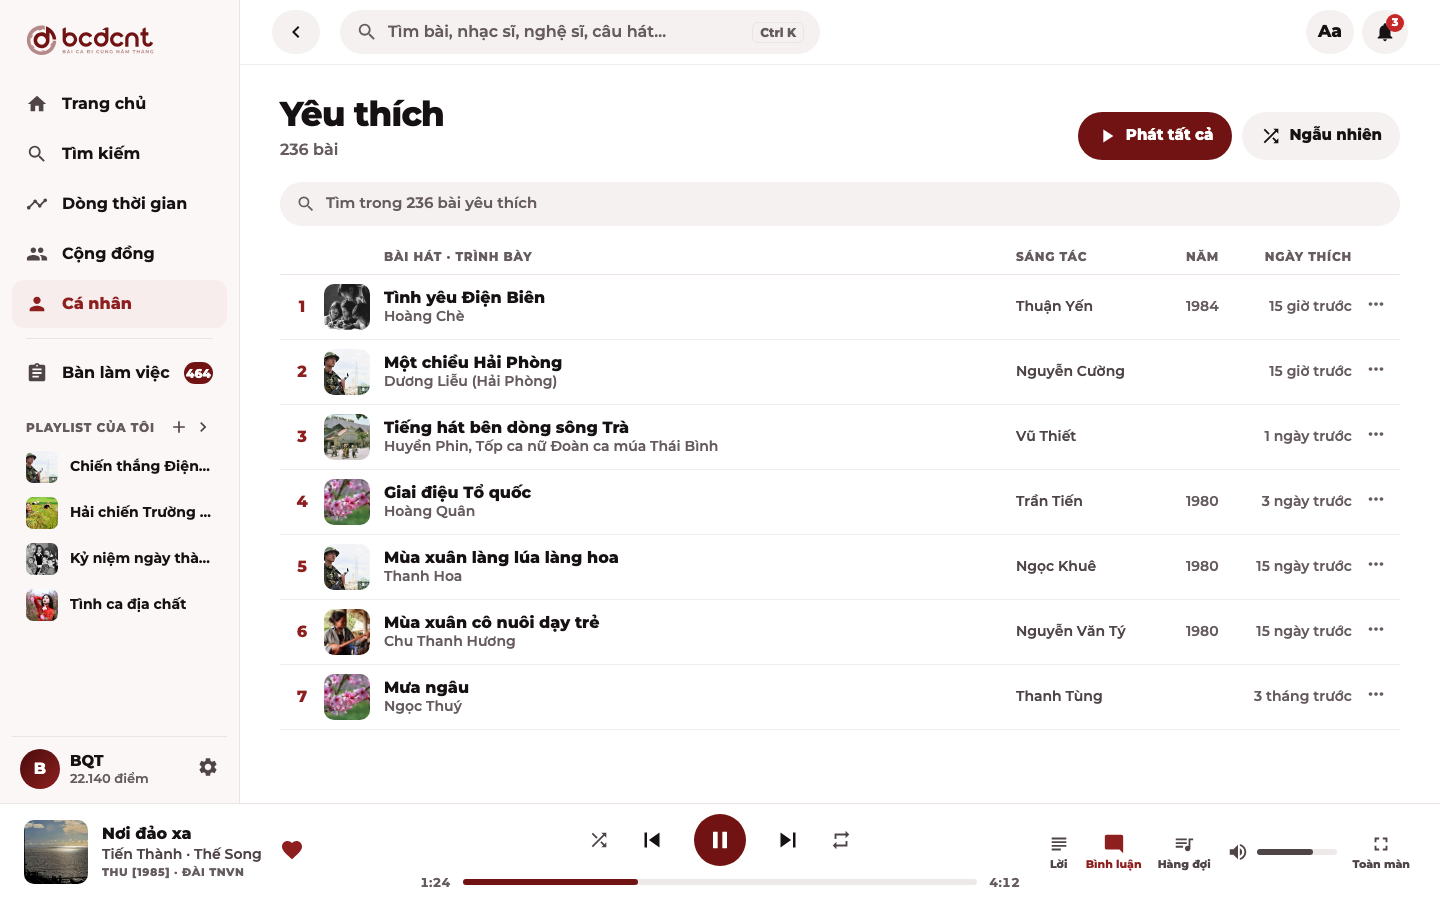 bcdcnt
BÀI CA ĐI CÙNG NĂM THÁNG
Trang chủ
Tìm kiếm
Dòng thời gian
Cộng đồng
Cá nhân
Bàn làm việc 464
PLAYLIST CỦA TÔI
Chiến thắng Điện...
Hải chiến Trường ...
Kỷ niệm ngày thà...
Tình ca địa chất
BQT
22.140 điểm
Tìm bài, nhạc sĩ, nghệ sĩ, câu hát... Ctrl K
Aa
3
Yêu thích
236 bài
Phát tất cả
Ngẫu nhiên
Tìm trong 236 bài yêu thích
BÀI HÁT · TRÌNH BÀY SÁNG TÁC NĂM NGÀY THÍCH
1 Tình yêu Điện Biên Thuận Yến 1984 15 giờ trước
Hoàng Chè
2 Một chiều Hải Phòng Nguyễn Cường 15 giờ trước
Dương Liễu (Hải Phòng)
3 Tiếng hát bên dòng sông Trà Vũ Thiết 1 ngày trước
Huyền Phin, Tốp ca nữ Đoàn ca múa Thái Bình
4 Giai điệu Tổ quốc Trần Tiến 1980 3 ngày trước
Hoàng Quân
5 Mùa xuân làng lúa làng hoa Ngọc Khuê 1980 15 ngày trước
Thanh Hoa
6 Mùa xuân cô nuôi dạy trẻ Nguyễn Văn Tý 1980 15 ngày trước
Chu Thanh Hương
7 Mưa ngâu Thanh Tùng 3 tháng trước
Ngọc Thuý
Nơi đảo xa
Tiến Thành · Thế Song
THU [1985] · ĐÀI TNVN
1:24
4:12
Lời
Bình luận
Hàng đợi
Toàn màn